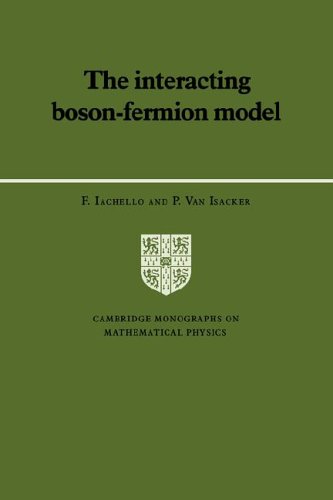 The interacting
boson-fermion model
F. Iachello and P. Van Isacker
Cambridge Monographs on
Mathematical Physics